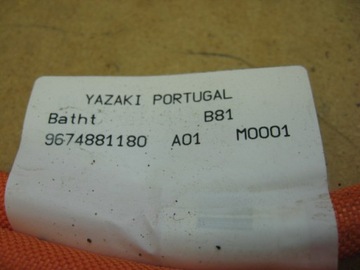 YAZAKI PORTUGAL
Batht B81
9674881180 A01 M0001